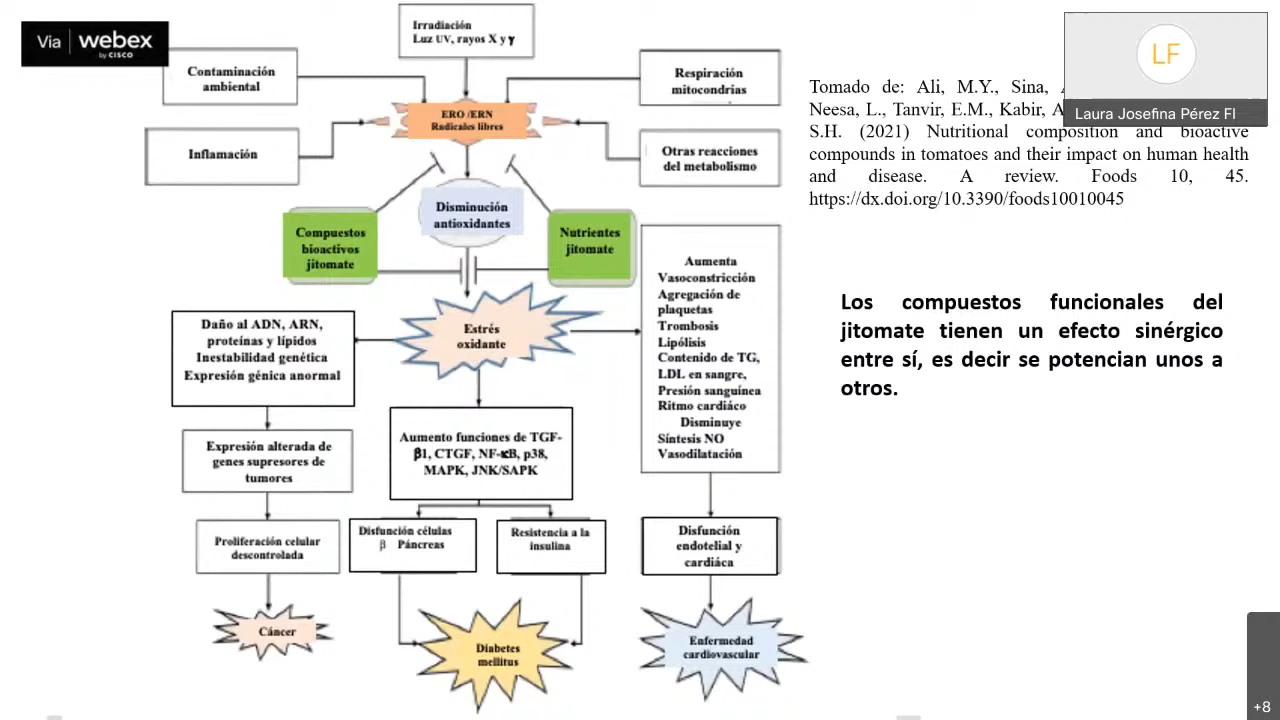 Via webex
by CISCO
Irradiación
Luz UV, rayos X y γ
Contaminación
ambiental
Respiración
mitocondrias
ERO /ERN
Radicales libres
Inflamación
Otras reacciones
del metabolismo
Disminución
antioxidantes
Compuestos
bioactivos
jitomate
Nutrientes
jitomate
Estrés
oxidante
Daño al ADN, ARN,
proteínas y lípidos
Inestabilidad genética
Expresión génica anormal
Aumenta
Vasoconstricción
Agregación de
plaquetas
Trombosis
Lipólisis
Contenido de TG,
LDL en sangre,
Presión sanguínea
Ritmo cardiáco
Disminuye
Síntesis NO
Vasodilatación
Expresión alterada de
genes supresores de
tumores
Aumento funciones de TGF-
β1, CTGF, NF-κB, p38,
MAPK, JNK/SAPK
Proliferación celular
descontrolada
Disfunción células
β Páncreas
Resistencia a la
insulina
Disfunción
endotelial y
cardiáca
Cáncer
Diabetes
mellitus
Enfermedad
cardiovascular
Tomado de: Ali, M.Y., Sina,
Neesa, L., Tanvir, E.M., Kabir,
S.H. (2021) Nutritional composition and bioactive
compounds in tomatoes and their impact on human health
and disease. A review. Foods 10, 45.
https://dx.doi.org/10.3390/foods10010045
LF
Laura Josefina Pérez Fl
Los compuestos funcionales del
jitomate tienen un efecto sinérgico
entre sí, es decir se potencian unos a
otros.
+8